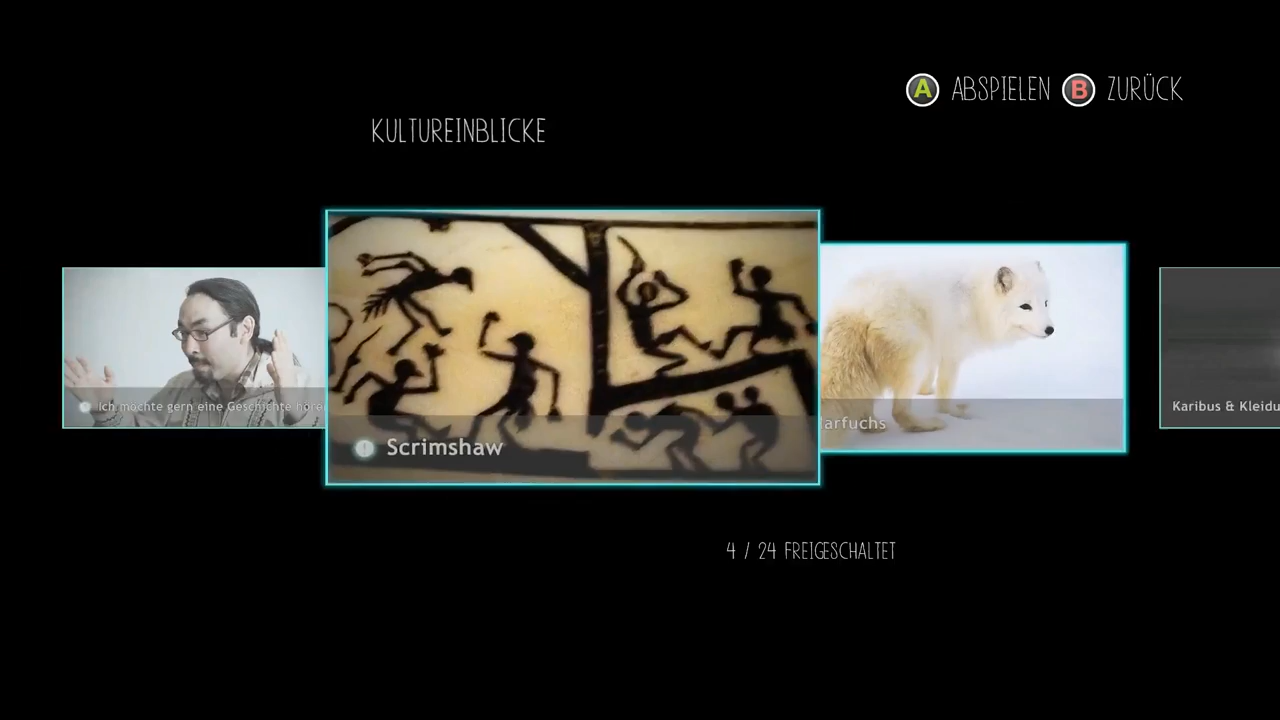 A ABSPIELEN B ZURÜCK
KULTUREINBLICKE
Ich möchte gern eine Geschichte höre
Scrimshaw
arfuchs
Karibus & Kleidu
4 / 24 FREIGESCHALTET